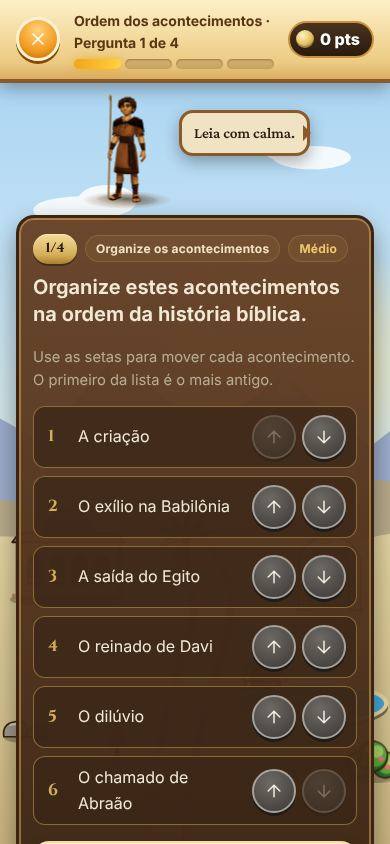 Ordem dos acontecimentos ·
Pergunta 1 de 4
0 pts
Leia com calma.
1/4
Organize os acontecimentos
Médio
Organize estes acontecimentos
na ordem da história bíblica.
Use as setas para mover cada acontecimento.
O primeiro da lista é o mais antigo.
1 A criação
2 O exílio na Babilônia
3 A saída do Egito
4 O reinado de Davi
5 O dilúvio
6 O chamado de
Abraão